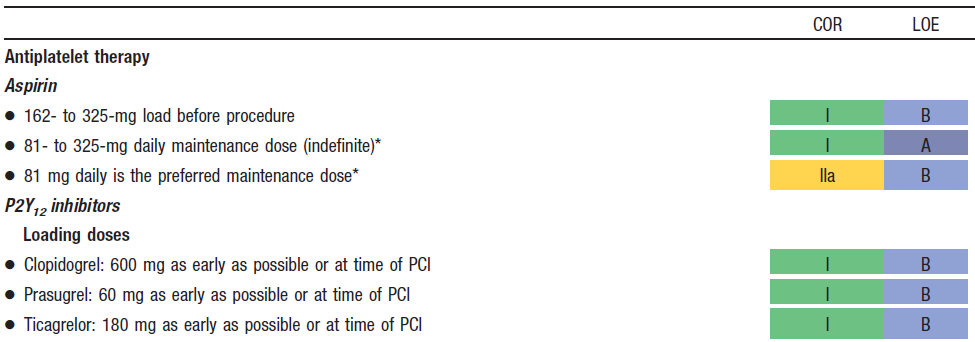 COR LOE
Antiplatelet therapy
Aspirin
● 162- to 325-mg load before procedure I B
● 81- to 325-mg daily maintenance dose (indefinite)* I A
● 81 mg daily is the preferred maintenance dose* IIa B
P2Y12 inhibitors
Loading doses
● Clopidogrel: 600 mg as early as possible or at time of PCI I B
● Prasugrel: 60 mg as early as possible or at time of PCI I B
● Ticagrelor: 180 mg as early as possible or at time of PCI I B